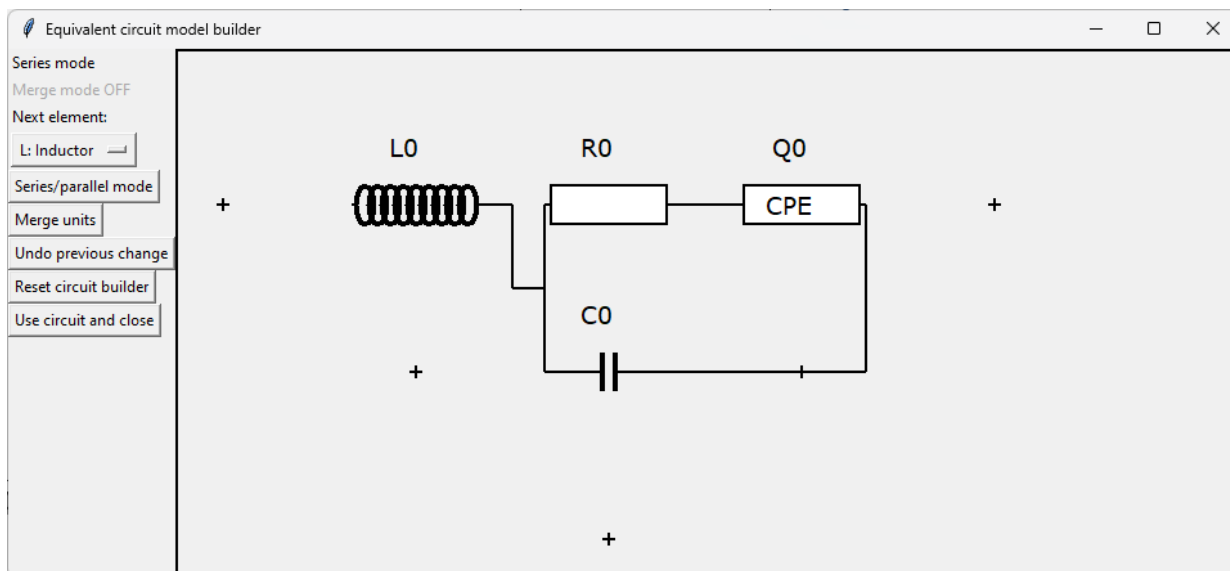 Equivalent circuit model builder
Series mode
Merge mode OFF
Next element:
L: Inductor
Series/parallel mode
Merge units
Undo previous change
Reset circuit builder
Use circuit and close
L0 R0 Q0
CPE
C0